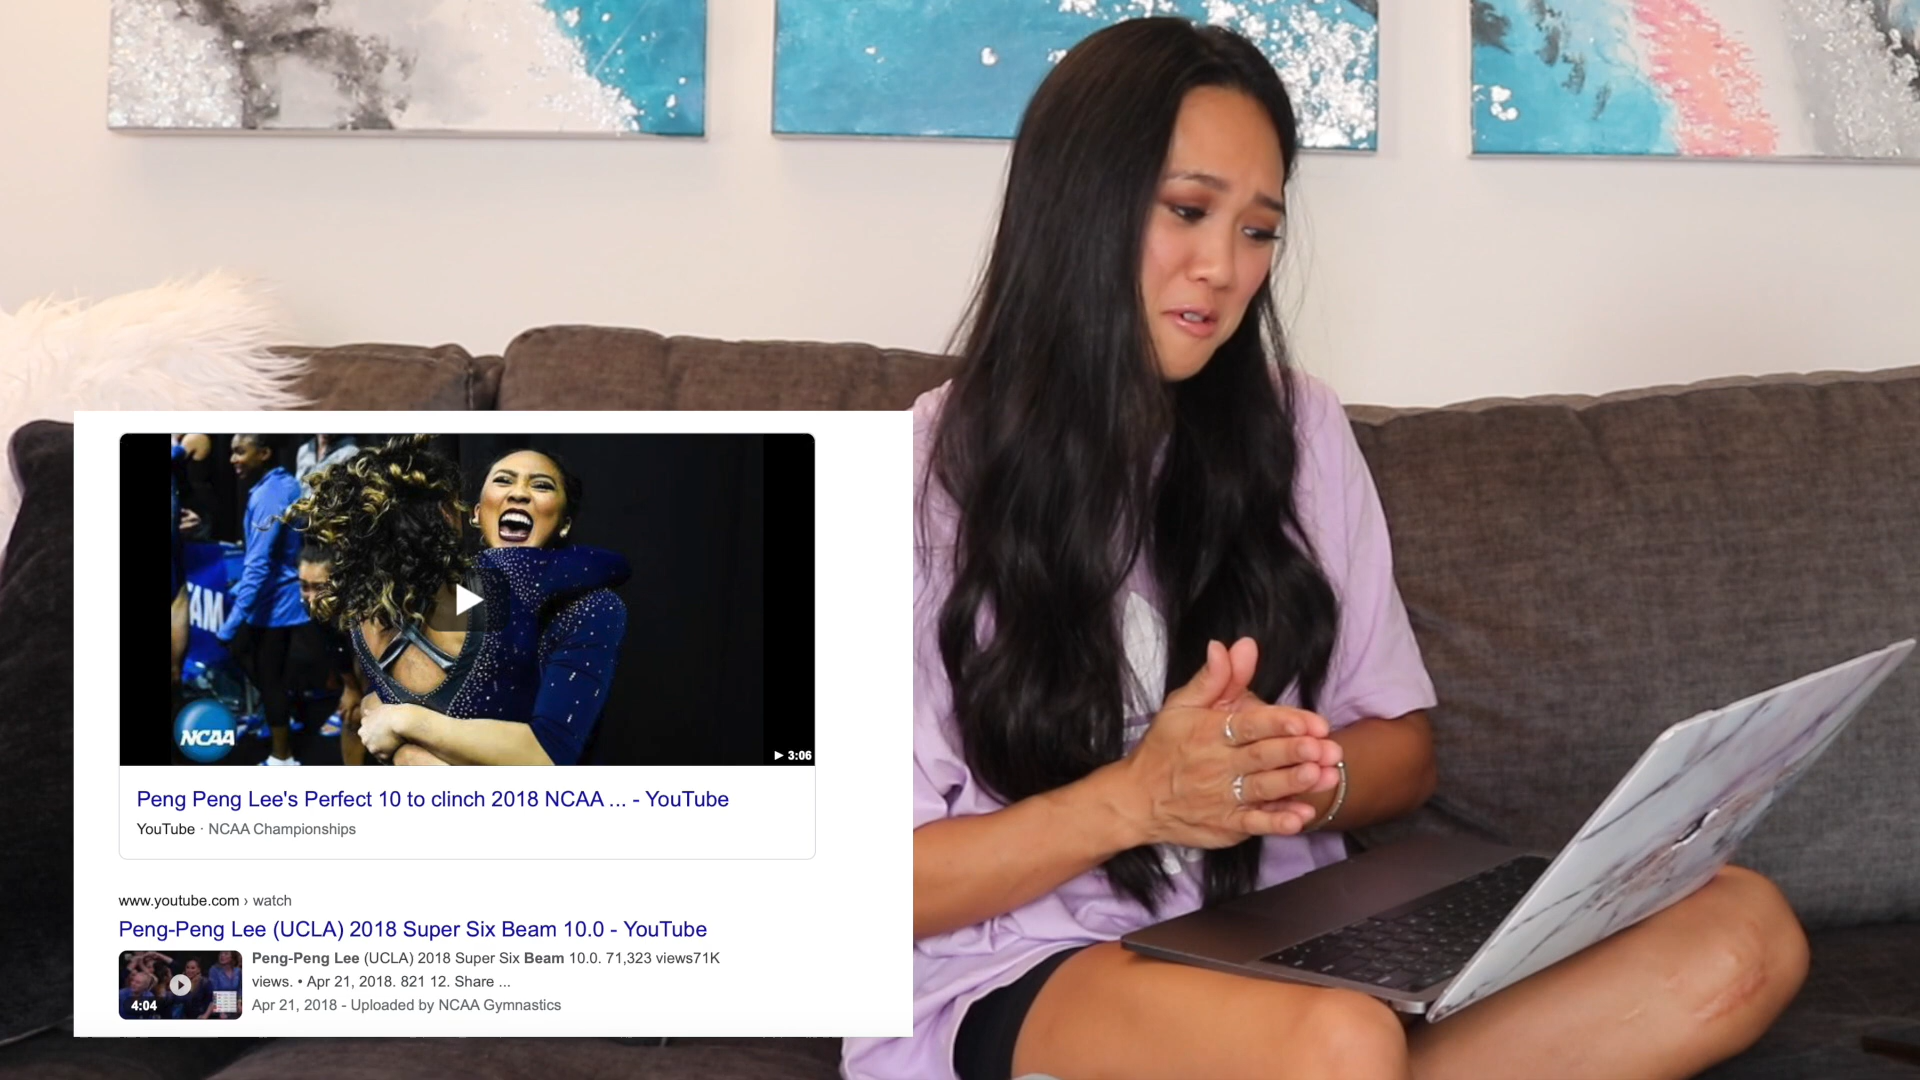 AM
NCAA
3:06
Peng Peng Lee's Perfect 10 to clinch 2018 NCAA ... - YouTube
YouTube · NCAA Championships
www.youtube.com › watch
Peng-Peng Lee (UCLA) 2018 Super Six Beam 10.0 - YouTube
Peng-Peng Lee (UCLA) 2018 Super Six Beam 10.0. 71,323 views71K
views. • Apr 21, 2018. 821 12. Share ...
4:04
Apr 21, 2018 - Uploaded by NCAA Gymnastics